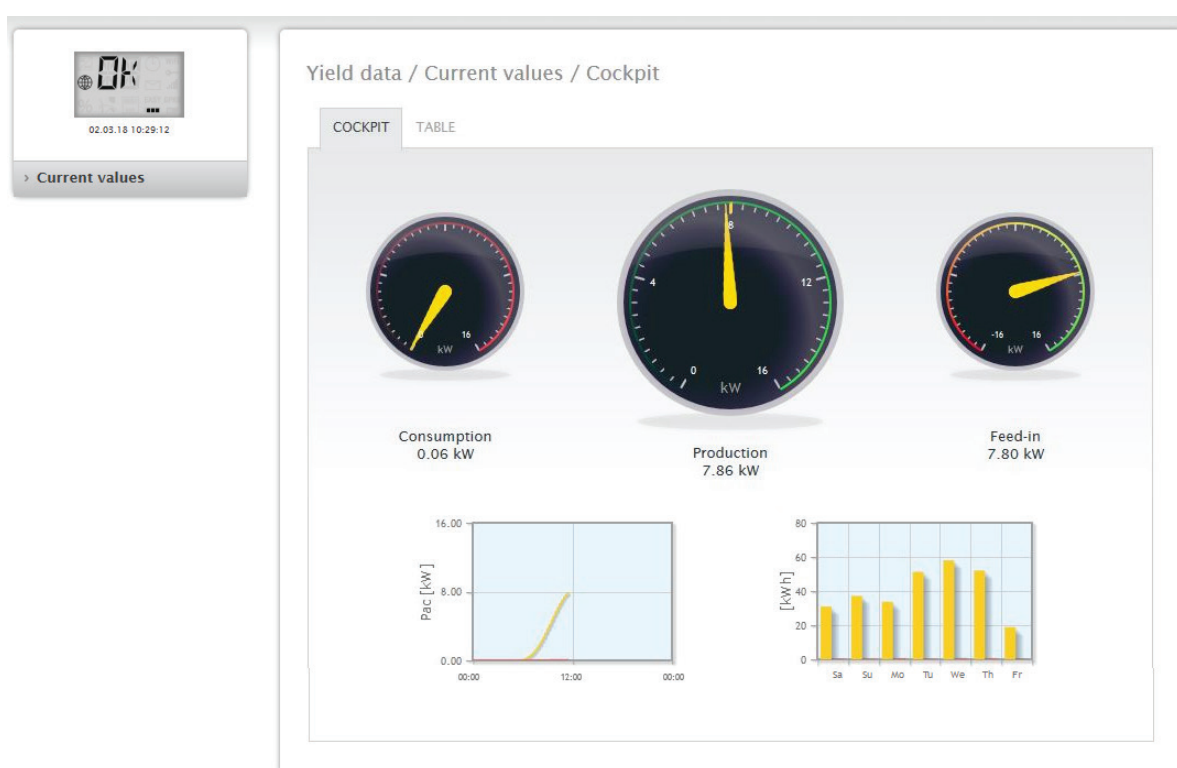 OK
02.03.18 10:29:12
› Current values
Yield data / Current values / Cockpit
COCKPIT TABLE
0 16
kW
4 8 12
0 16
kW
-16 16
kW
Consumption
0.06 kW
Production
7.86 kW
Feed-in
7.80 kW
Pac [kW]
16.00
8.00
0.00
00:00 12:00 00:00
[kWh]
80
60
40
20
0
Sa Su Mo Tu We Th Fr